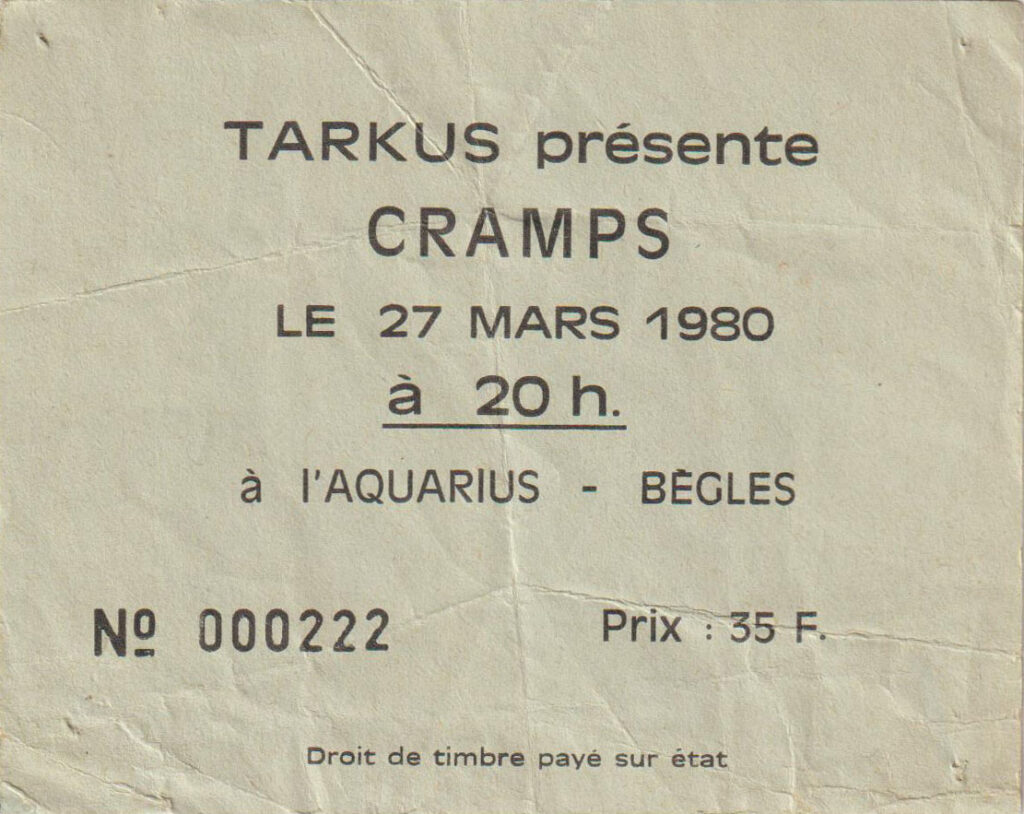 TARKUS présente
CRAMPS
LE 27 MARS 1980
à 20 h.
à l'AQUARIUS - BÈGLES
Nº 000222 Prix : 35 F.
Droit de timbre payé sur état